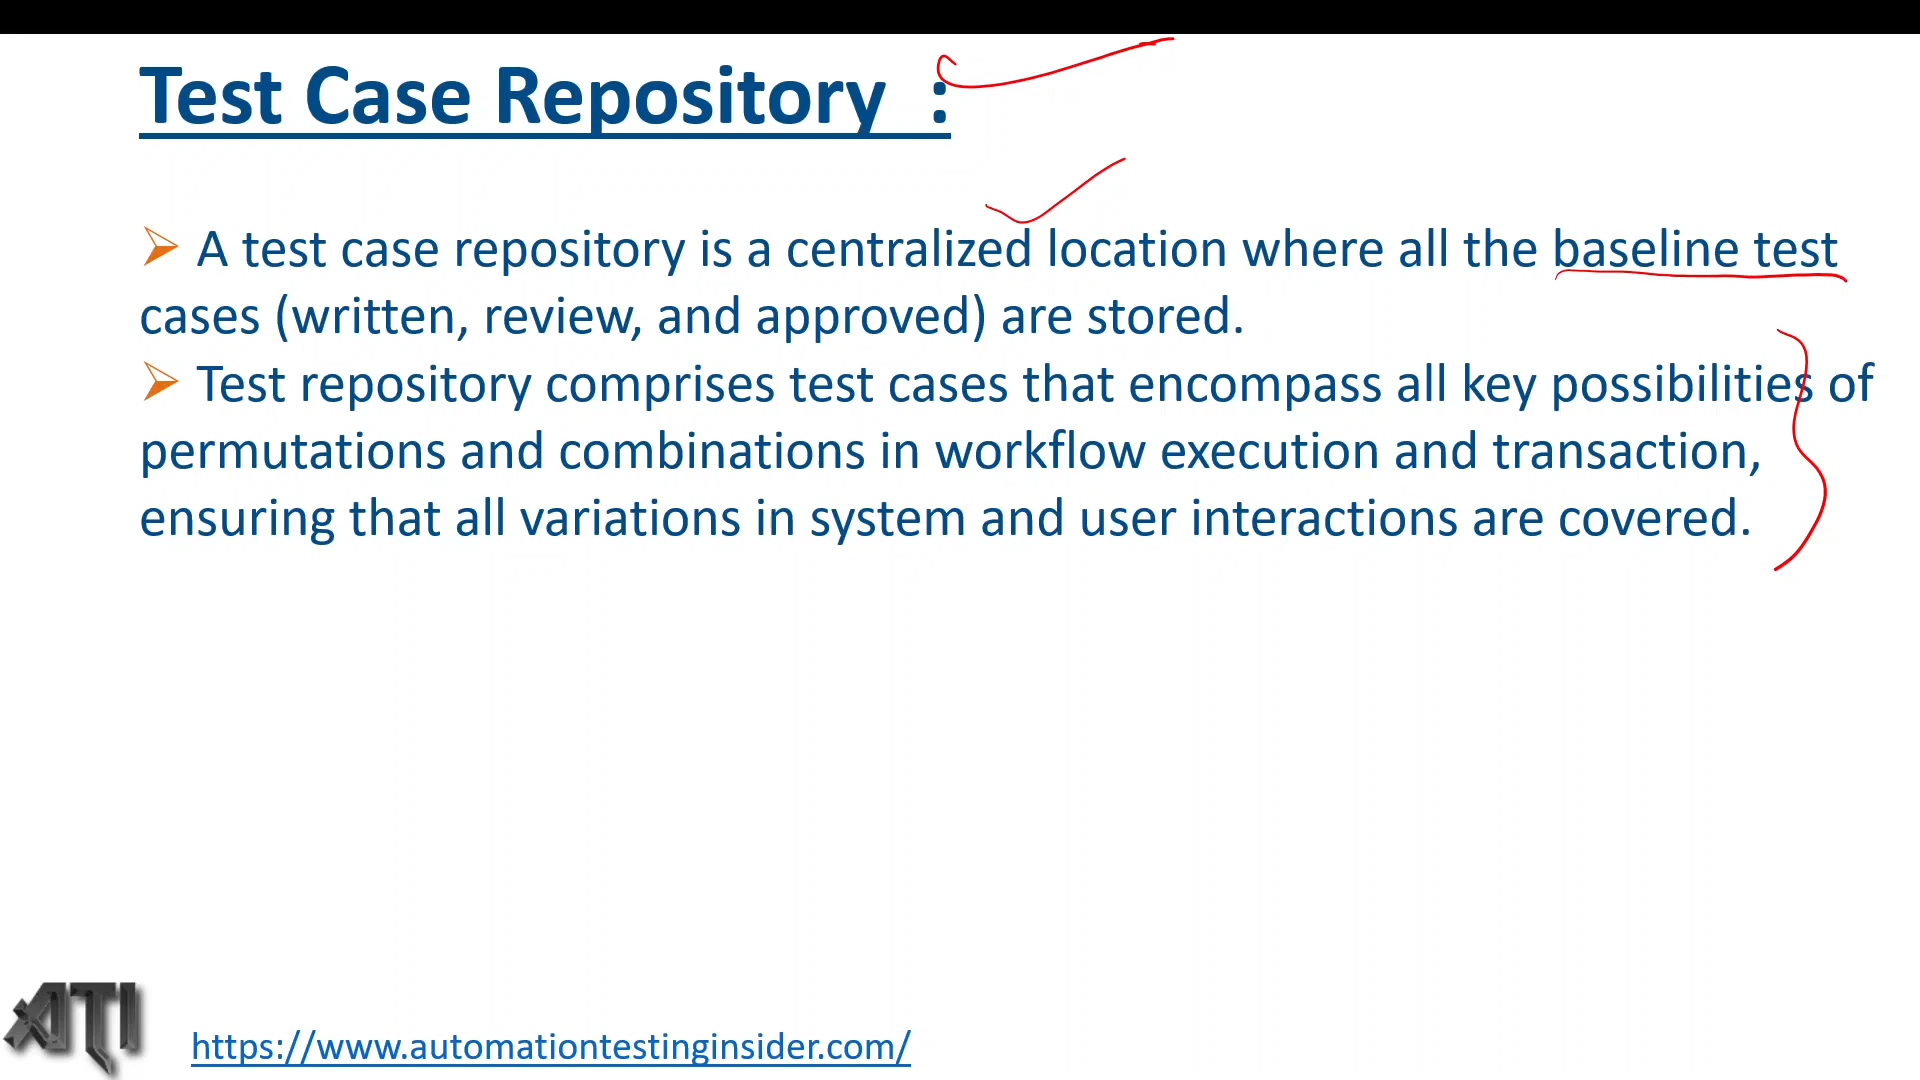 Test Case Repository :
➢ A test case repository is a centralized location where all the baseline test
cases (written, review, and approved) are stored.
➢ Test repository comprises test cases that encompass all key possibilities of
permutations and combinations in workflow execution and transaction,
ensuring that all variations in system and user interactions are covered.
ATI
https://www.automationtestinginsider.com/